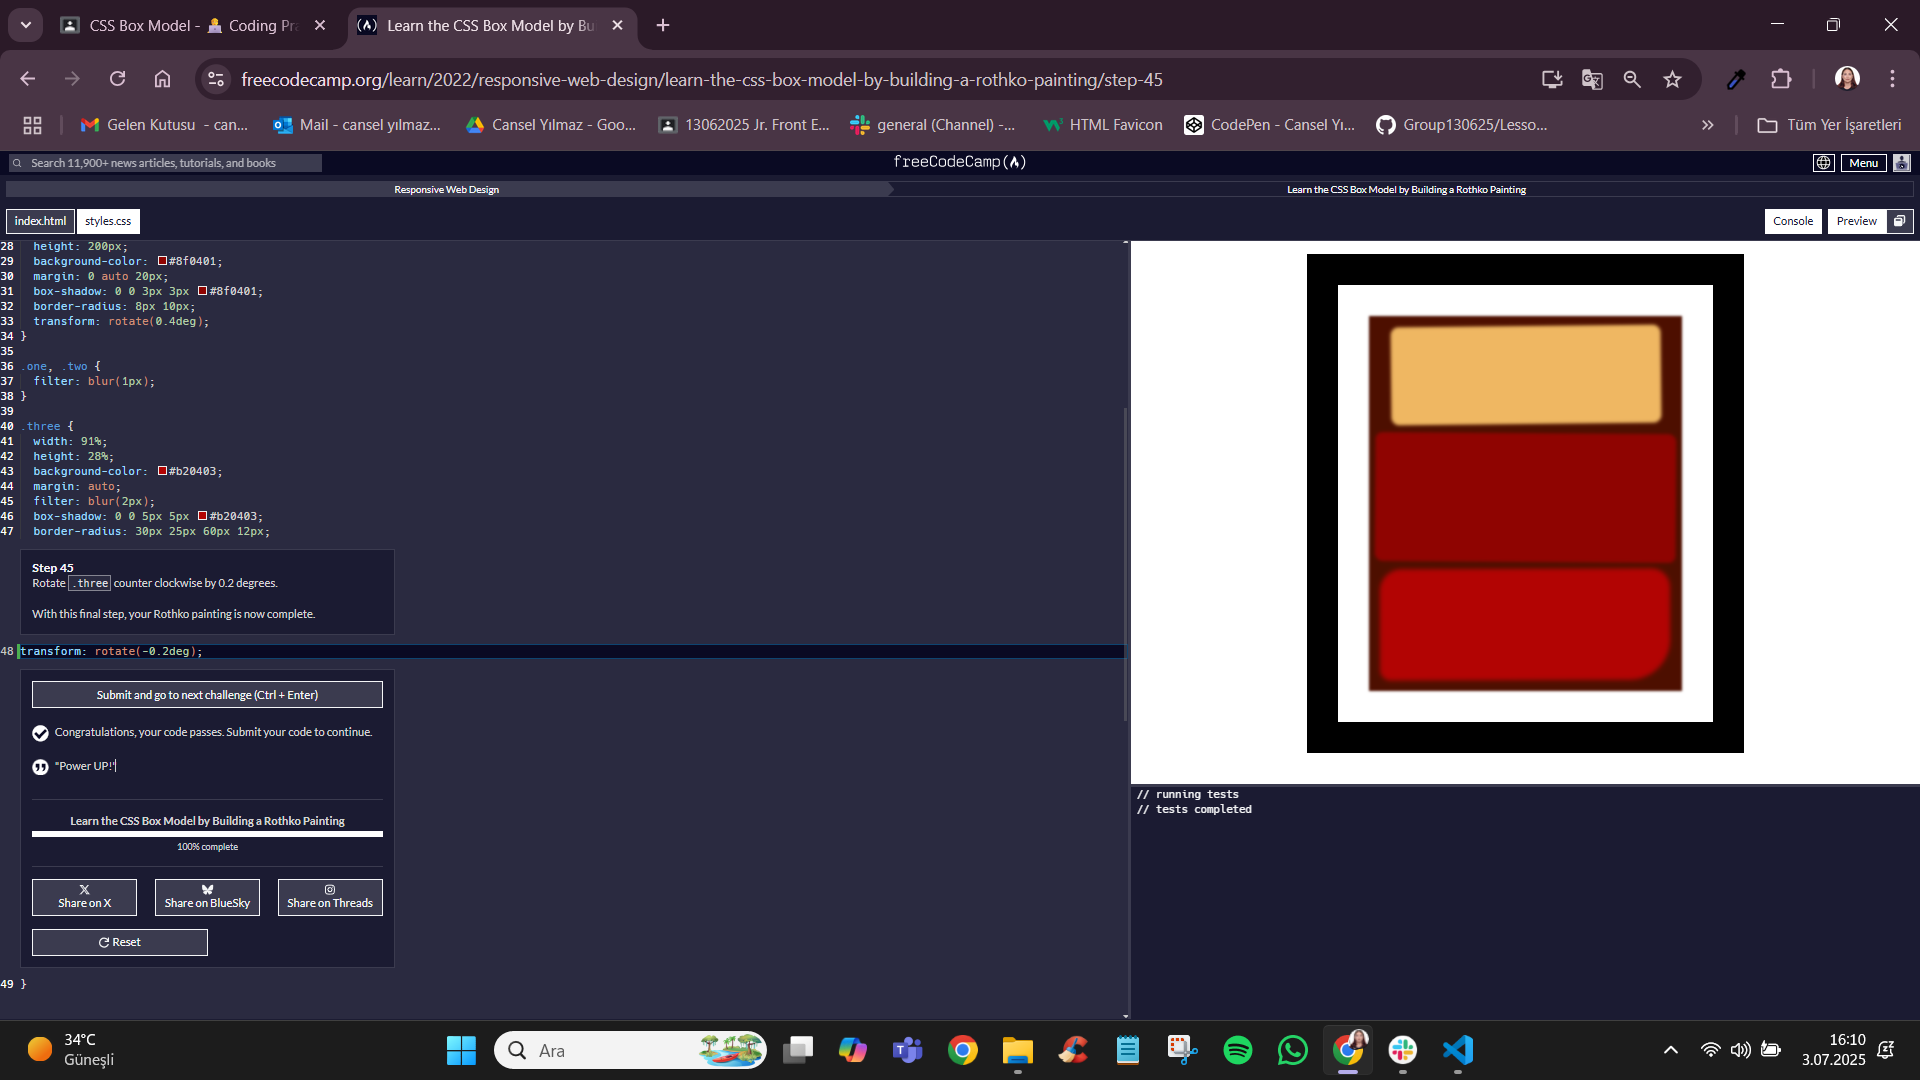 CSS Box Model - Coding Pra
Learn the CSS Box Model by Bu
freecodecamp.org/learn/2022/responsive-web-design/learn-the-css-box-model-by-building-a-rothko-painting/step-45
Gelen Kutusu - can...
Mail - cansel yılmaz...
Cansel Yılmaz - Goo...
13062025 Jr. Front E...
general (Channel) -...
HTML Favicon
CodePen - Cansel Yı...
Group130625/Lesso...
»
Tüm Yer İşaretleri
Search 11,900+ news articles, tutorials, and books
freeCodeCamp
Menu
Responsive Web Design
Learn the CSS Box Model by Building a Rothko Painting
index.html
styles.css
Console
Preview
28 height: 200px;
29 background-color: #8f0401;
30 margin: 0 auto 20px;
31 box-shadow: 0 0 3px 3px #8f0401;
32 border-radius: 8px 10px;
33 transform: rotate(0.4deg);
34 }
35
36 .one, .two {
37 filter: blur(1px);
38 }
39
40 .three {
41 width: 91%;
42 height: 28%;
43 background-color: #b20403;
44 margin: auto;
45 filter: blur(2px);
46 box-shadow: 0 0 5px 5px #b20403;
47 border-radius: 30px 25px 60px 12px;
Step 45
Rotate .three counter clockwise by 0.2 degrees.
With this final step, your Rothko painting is now complete.
48 transform: rotate(-0.2deg);
Submit and go to next challenge (Ctrl + Enter)
Congratulations, your code passes. Submit your code to continue.
"Power UP!"
Learn the CSS Box Model by Building a Rothko Painting
100% complete
Share on X
Share on BlueSky
Share on Threads
Reset
49 }
// running tests
// tests completed
34°C
Güneşli
Ara
16:10
3.07.2025